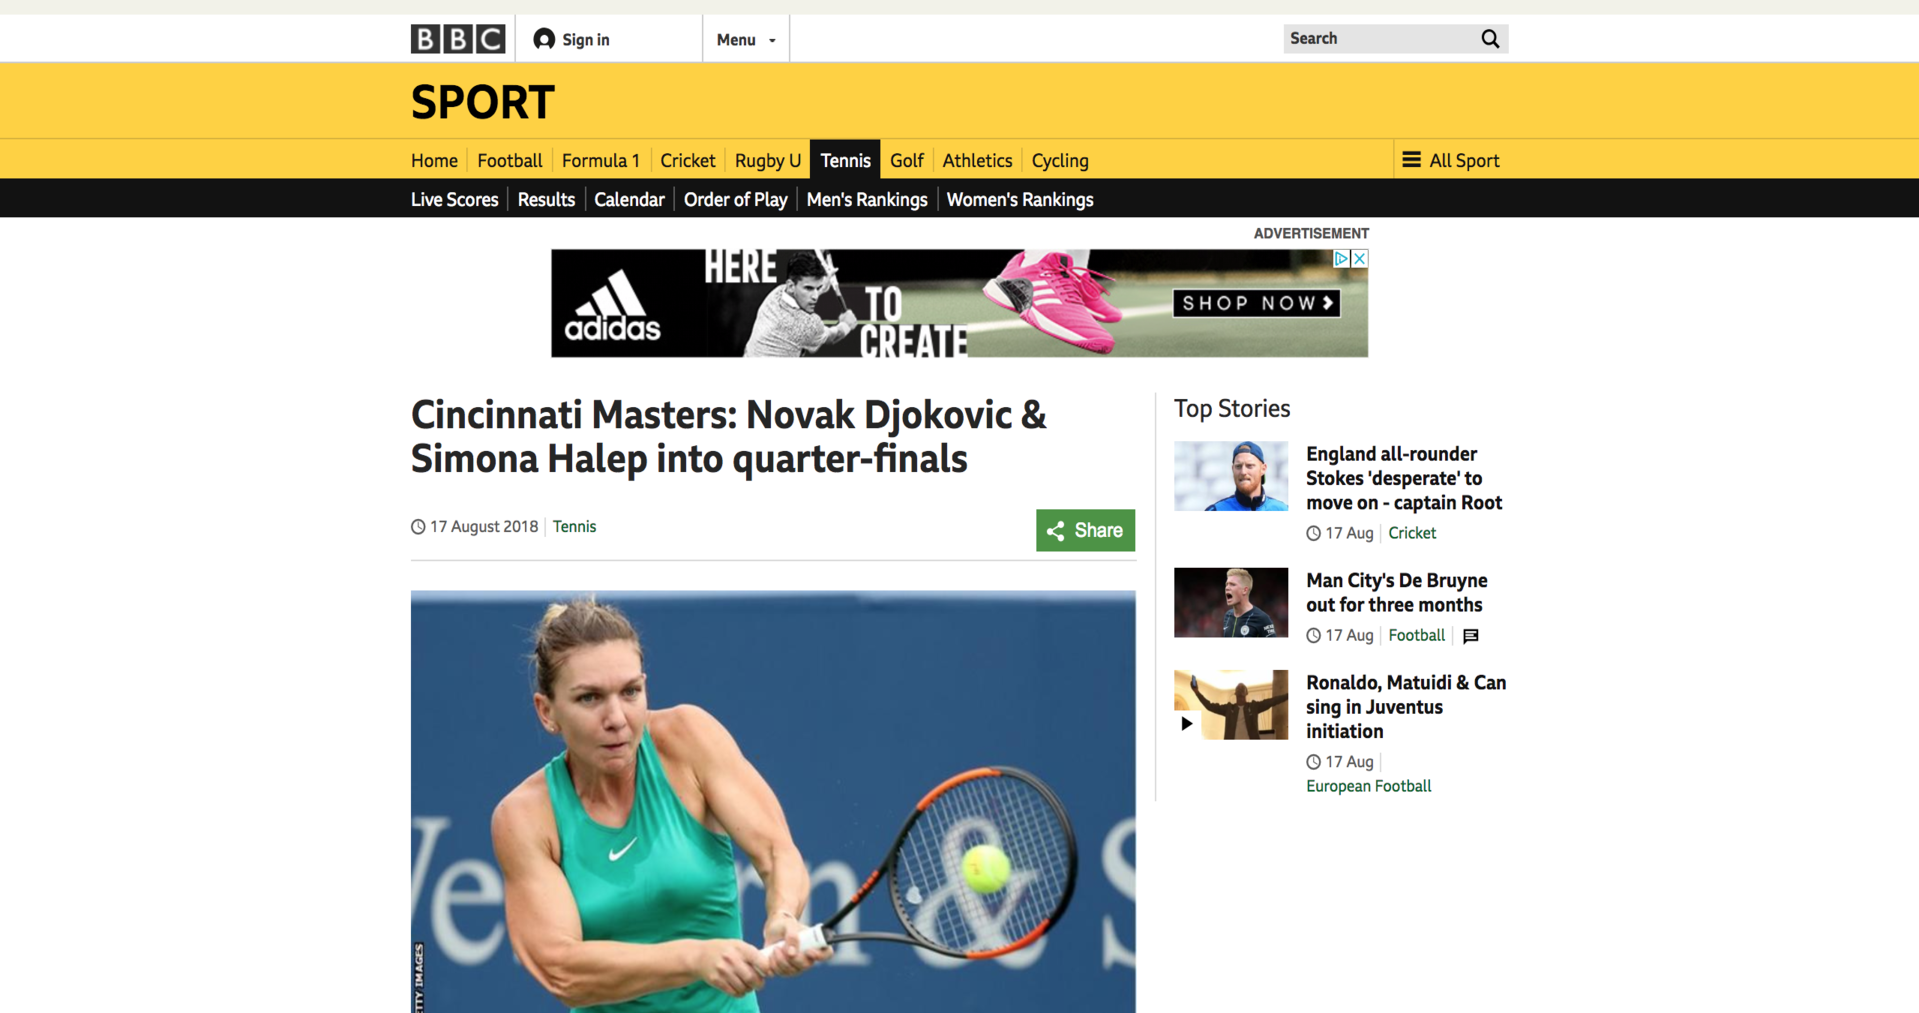 BBC
Sign in
Menu
Search
SPORT
Home
Football
Formula 1
Cricket
Rugby U
Tennis
Golf
Athletics
Cycling
All Sport
Live Scores
Results
Calendar
Order of Play
Men's Rankings
Women's Rankings
ADVERTISEMENT
adidas
HERE
TO
CREATE
SHOP NOW
Cincinnati Masters: Novak Djokovic &
Simona Halep into quarter-finals
17 August 2018
Tennis
Share
Top Stories
England all-rounder
Stokes 'desperate' to
move on - captain Root
17 Aug
Cricket
Man City's De Bruyne
out for three months
17 Aug
Football
Ronaldo, Matuidi & Can
sing in Juventus
initiation
17 Aug
European Football
We n & S
TTY IMAGES